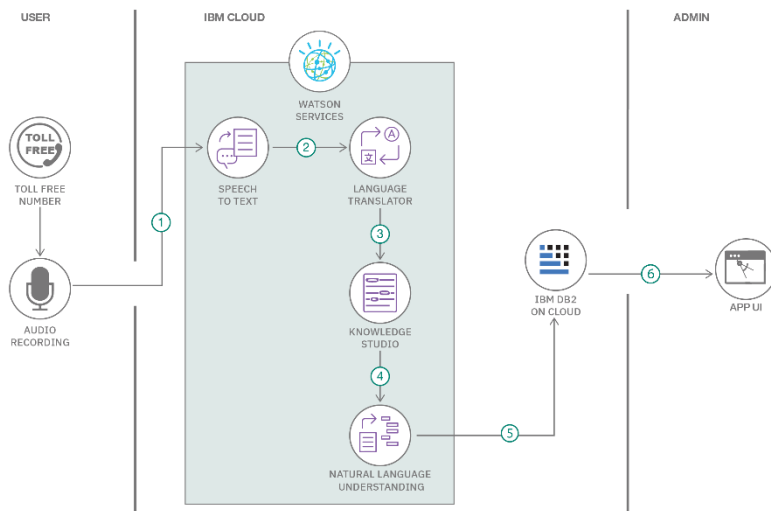 USER
IBM CLOUD
ADMIN
WATSON
SERVICES
TOLL
FREE
TOLL FREE
NUMBER
SPEECH
TO TEXT
2
A
文
LANGUAGE
TRANSLATOR
1
3
AUDIO
RECORDING
KNOWLEDGE
STUDIO
IBM DB2
ON CLOUD
6
APP UI
4
NATURAL LANGUAGE
UNDERSTANDING
5